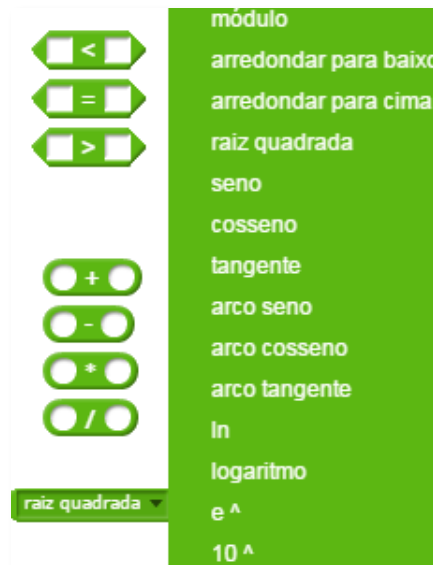 <
=
>
+
-
*
/
raiz quadrada
módulo
arredondar para baixo
arredondar para cima
raiz quadrada
seno
cosseno
tangente
arco seno
arco cosseno
arco tangente
ln
logaritmo
e ^
10 ^